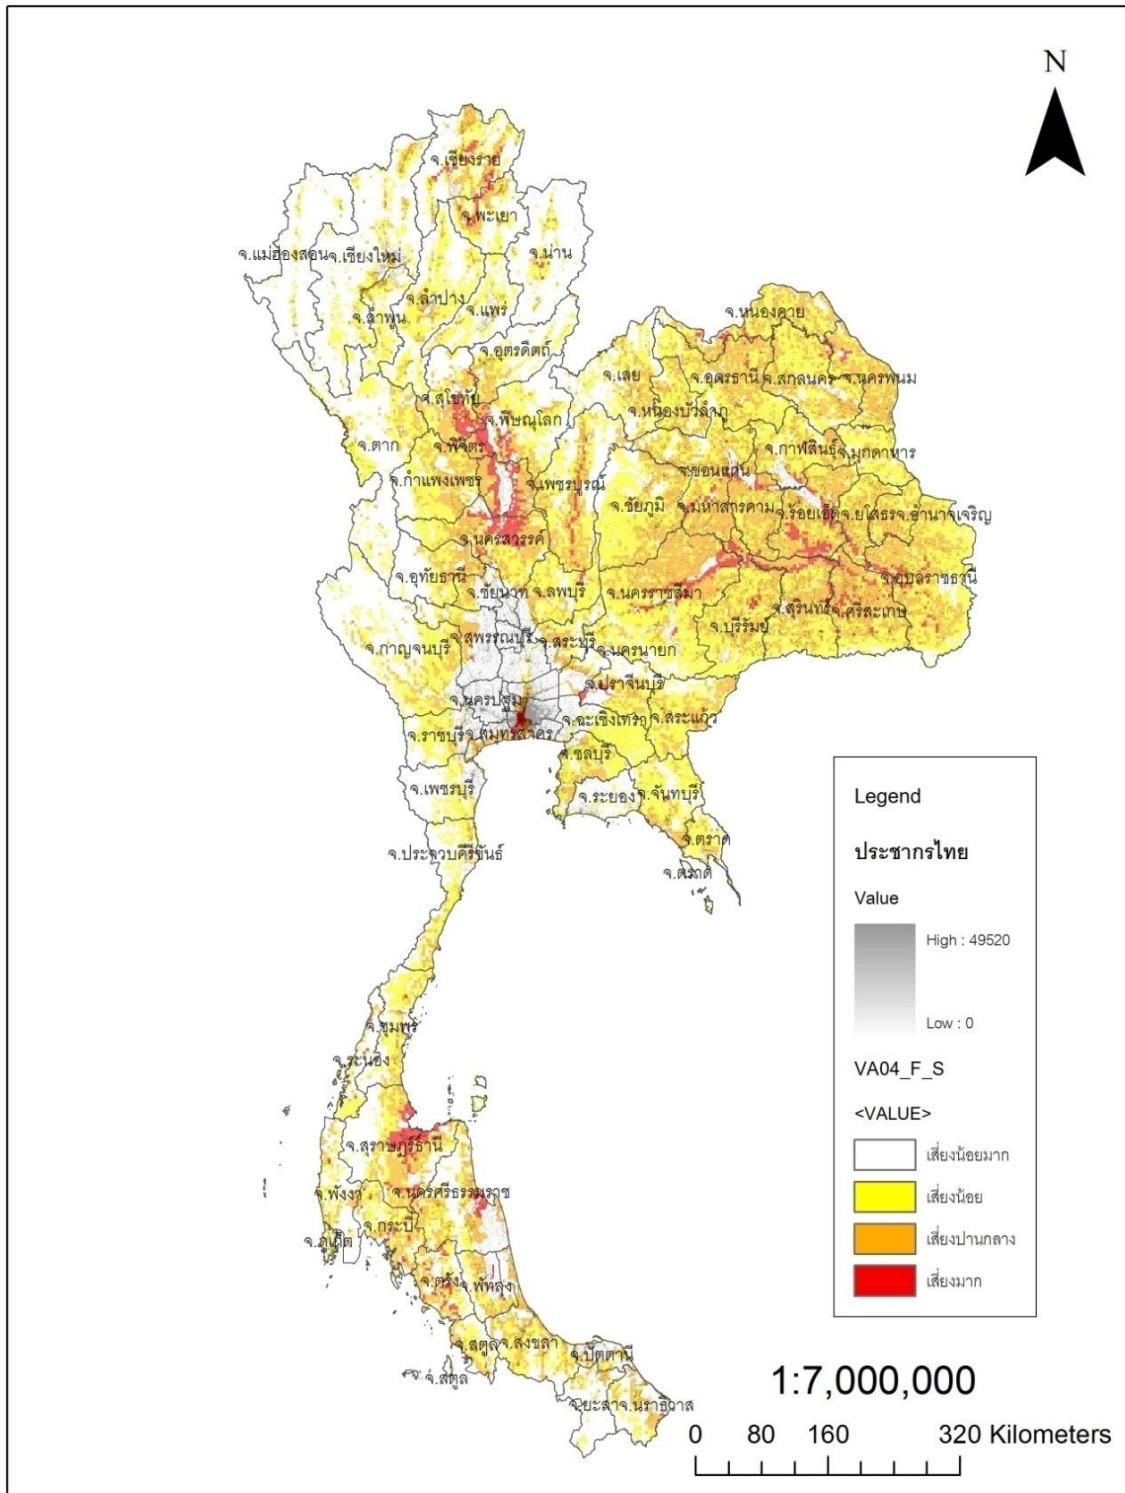 N
จ.เชียงราย
จ.พะเยา
จ.แม่ฮ่องสอน
จ.เชียงใหม่
จ.น่าน
จ.ลำปาง
จ.แพร่
จ.ลำพูน
จ.หนองคาย
จ.อุตรดิตถ์
จ.เลย
จ.อุดรธานี
จ.สกลนคร
จ.นครพนม
จ.สุโขทัย
จ.พิษณุโลก
จ.หนองบัวลำภู
จ.ตาก
จ.พิจิตร
จ.กาฬสินธุ์
จ.มุกดาหาร
จ.ขอนแก่น
จ.กำแพงเพชร
จ.เพชรบูรณ์
จ.ชัยภูมิ
จ.มหาสารคาม
จ.ร้อยเอ็ด
จ.ยโสธร
จ.อำนาจเจริญ
จ.นครสวรรค์
จ.อุทัยธานี
จ.ชัยนาท
จ.ลพบุรี
จ.นครราชสีมา
จ.อุบลราชธานี
จ.สุรินทร์
จ.ศรีสะเกษ
จ.บุรีรัมย์
จ.กาญจนบุรี
จ.สุพรรณบุรี
จ.สระบุรี
จ.นครนายก
จ.ปราจีนบุรี
จ.นครปฐม
จ.ฉะเชิงเทรา
จ.สระแก้ว
จ.ราชบุรี
จ.สมุทรสาคร
จ.ชลบุรี
จ.เพชรบุรี
จ.ระยอง
จ.จันทบุรี
จ.ตราด
จ.ตราด
จ.ประจวบคีรีขันธ์
จ.ชุมพร
จ.ระนอง
จ.สุราษฎร์ธานี
จ.พังงา
จ.นครศรีธรรมราช
จ.กระบี่
จ.ภูเก็ต
จ.ตรัง
จ.พัทลุง
จ.สตูล
จ.สงขลา
จ.ปัตตานี
จ.สตูล
จ.ยะลา
จ.นราธิวาส
Legend
ประชากรไทย
Value
High : 49520
Low : 0
VA04_F_S
<VALUE>
เสี่ยงน้อยมาก
เสี่ยงน้อย
เสี่ยงปานกลาง
เสี่ยงมาก
1:7,000,000
0 80 160 320 Kilometers